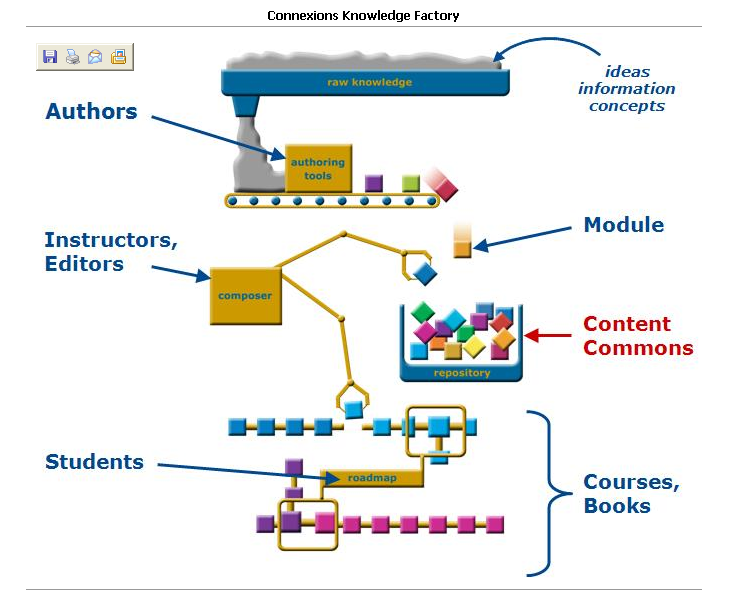 Connexions Knowledge Factory
raw knowledge
ideas
information
concepts
Authors
authoring
tools
Module
Instructors,
Editors
composer
Content
Commons
repository
Students
roadmap
Courses,
Books